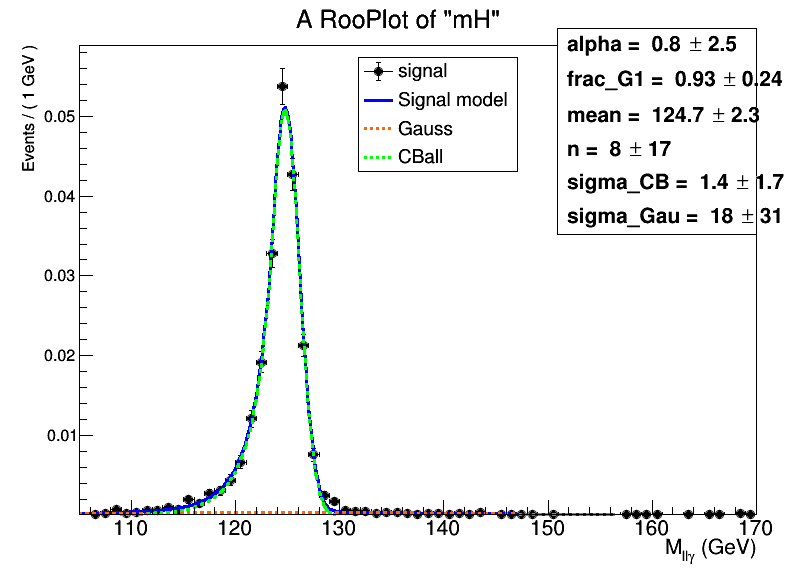 A RooPlot of "mH"
Events / ( 1 GeV )
0.05
0.04
0.03
0.02
0.01
signal
Signal model
Gauss
CBall
alpha = 0.8 ± 2.5
frac_G1 = 0.93 ± 0.24
mean = 124.7 ± 2.3
n = 8 ± 17
sigma_CB = 1.4 ± 1.7
sigma_Gau = 18 ± 31
110 120 130 140 150 160 170
M_llγ (GeV)